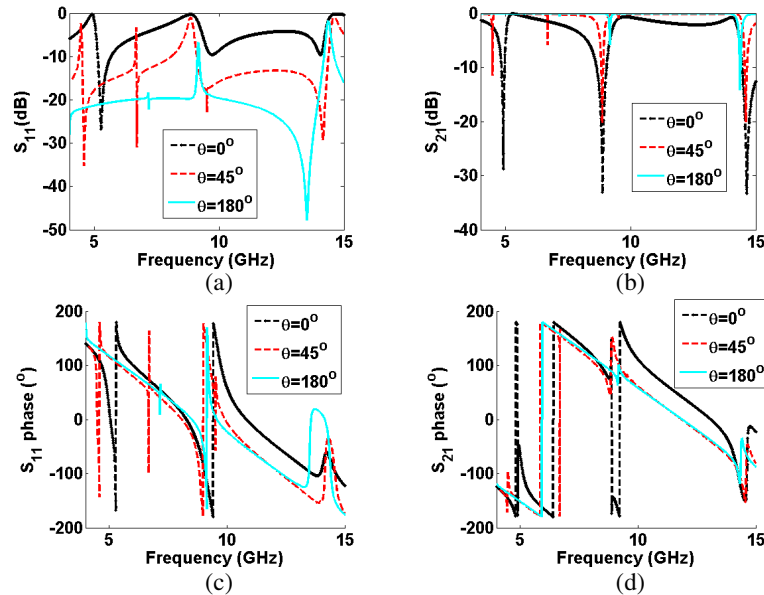 0
-10
-20
-30
-40
-50
S11(dB)
θ=0°
θ=45°
θ=180°
5
10
15
Frequency (GHz)
(a)
0
-10
-20
-30
-40
S21(dB)
θ=0°
θ=45°
θ=180°
5
10
15
Frequency (GHz)
(b)
200
100
0
-100
-200
S11 phase (°)
θ=0°
θ=45°
θ=180°
5
10
15
Frequency (GHz)
(c)
200
100
0
-100
-200
S21 phase (°)
θ=0°
θ=45°
θ=180°
5
10
15
Frequency (GHz)
(d)